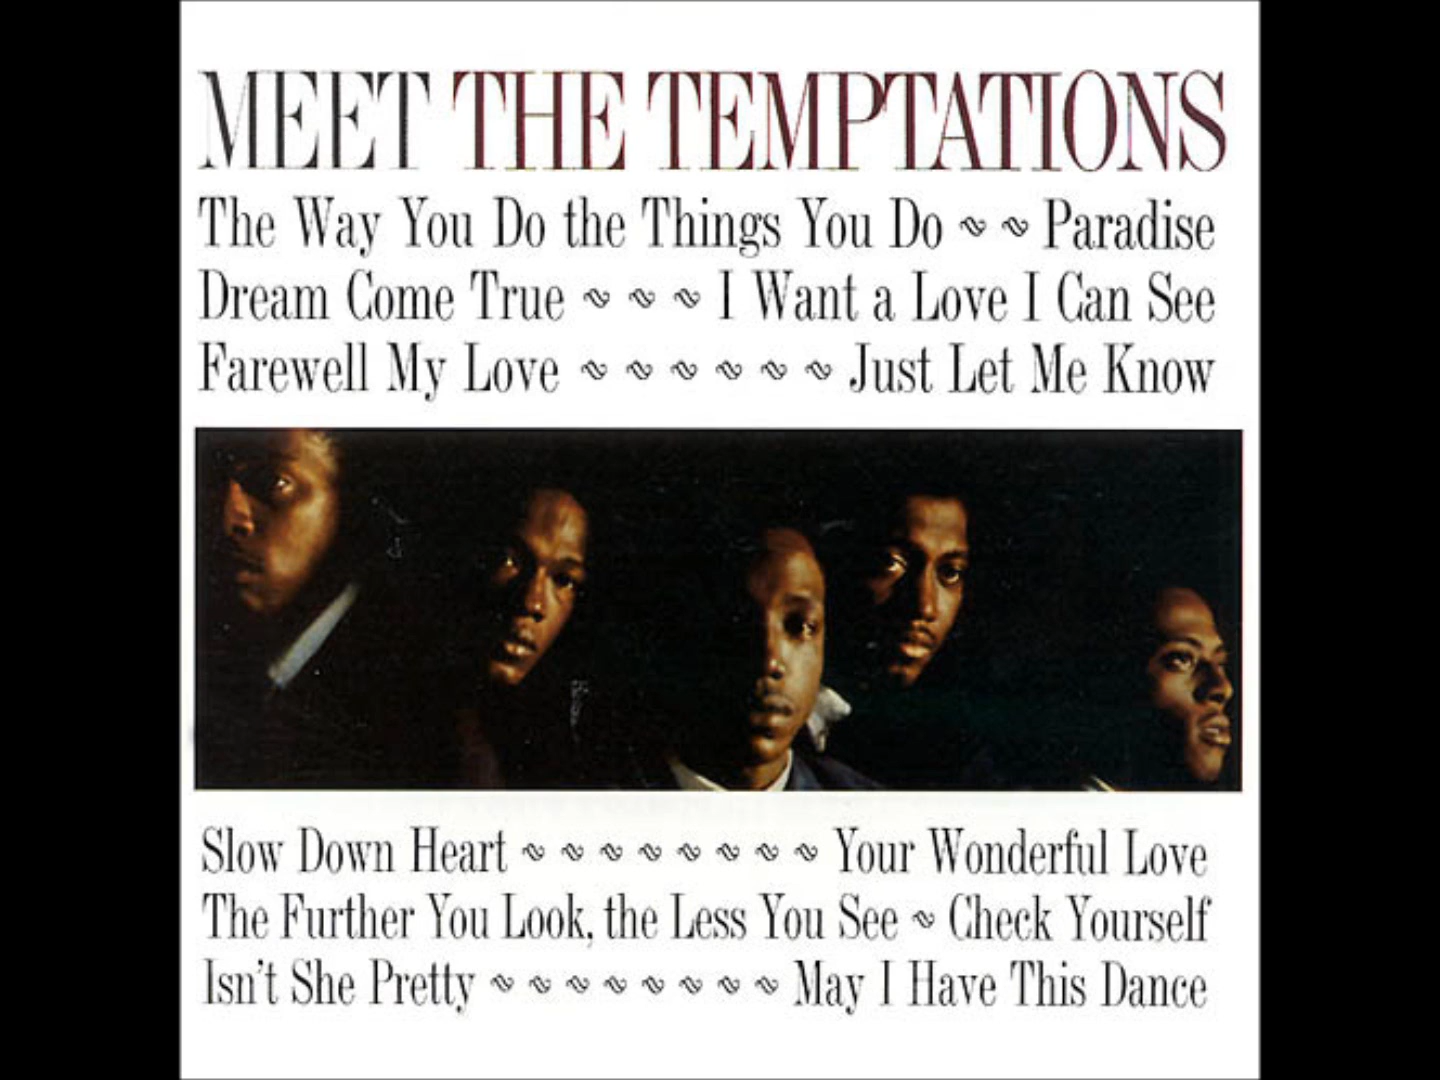 MEET THE TEMPTATIONS
The Way You Do the Things You Do ~ ~ Paradise
Dream Come True ~ ~ ~ I Want a Love I Can See
Farewell My Love ~ ~ ~ ~ ~ ~ Just Let Me Know
Slow Down Heart ~ ~ ~ ~ ~ ~ ~ ~ Your Wonderful Love
The Further You Look, the Less You See ~ Check Yourself
Isn't She Pretty ~ ~ ~ ~ ~ ~ ~ ~ May I Have This Dance